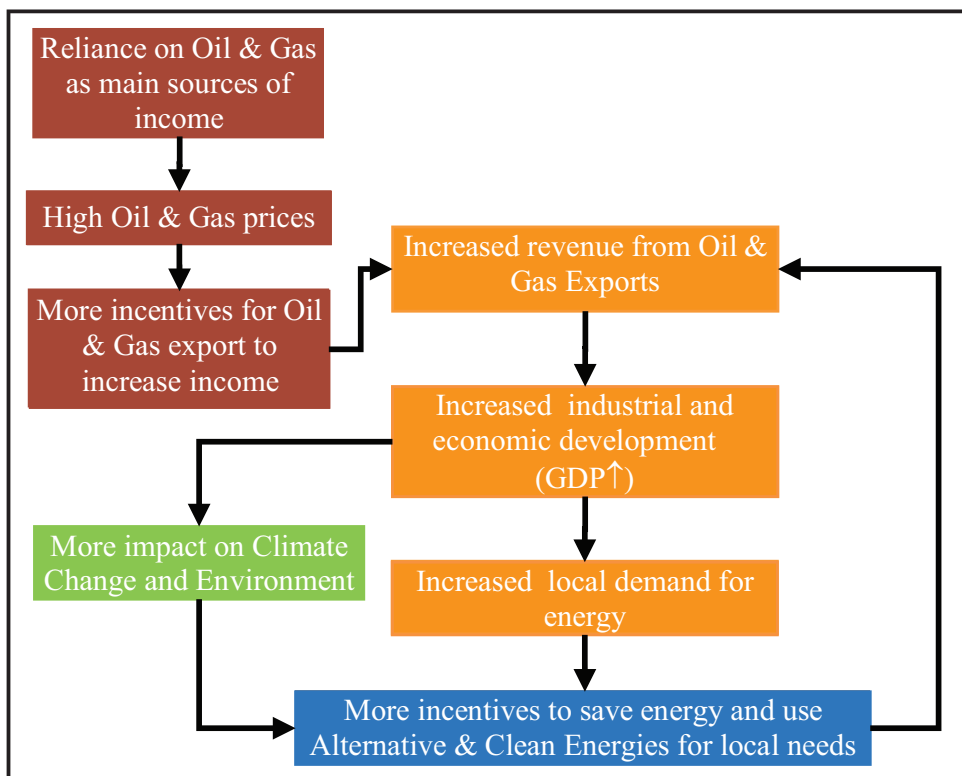 Reliance on Oil & Gas
as main sources of
income
High Oil & Gas prices
More incentives for Oil
& Gas export to
increase income
Increased revenue from Oil &
Gas Exports
Increased industrial and
economic development
(GDP↑)
More impact on Climate
Change and Environment
Increased local demand for
energy
More incentives to save energy and use
Alternative & Clean Energies for local needs